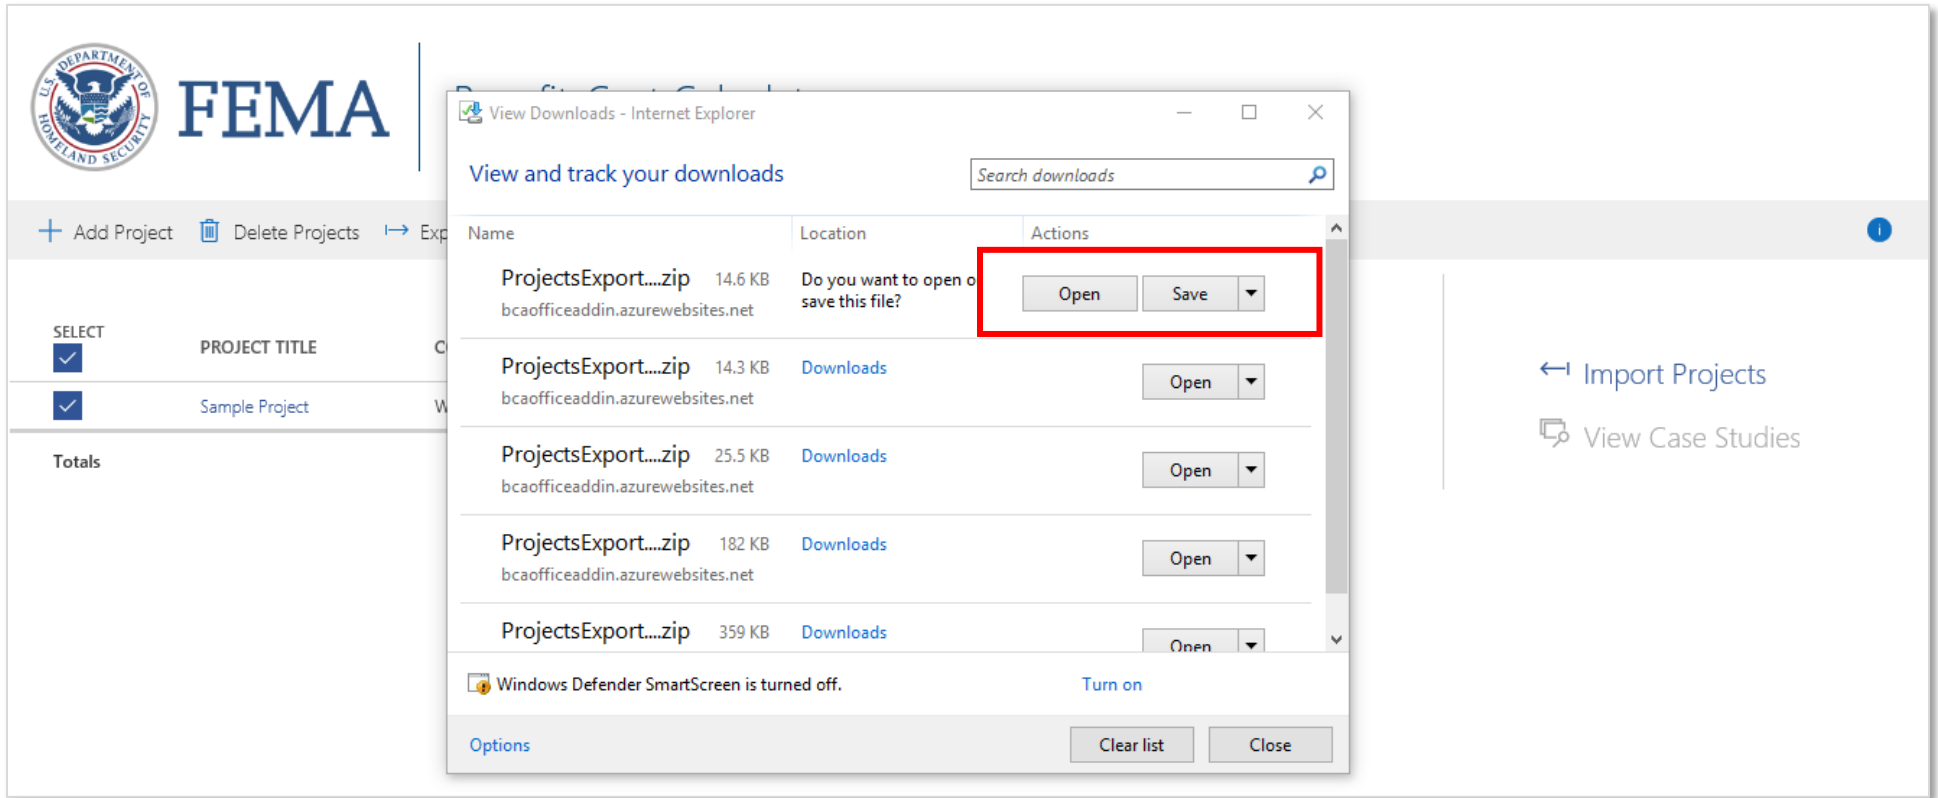 U.S. DEPARTMENT OF
HOMELAND SECURITY
FEMA
View Downloads - Internet Explorer
View and track your downloads
Search downloads
Add Project
Delete Projects
Exp
Name
Location
Actions
ProjectsExport....zip 14.6 KB
Do you want to open o
save this file?
Open
Save
bcaofficeaddin.azurewebsites.net
SELECT
PROJECT TITLE
ProjectsExport....zip 14.3 KB
Downloads
Open
bcaofficeaddin.azurewebsites.net
Import Projects
Sample Project
W
View Case Studies
Totals
ProjectsExport....zip 25.5 KB
Downloads
Open
bcaofficeaddin.azurewebsites.net
ProjectsExport....zip 182 KB
Downloads
Open
bcaofficeaddin.azurewebsites.net
ProjectsExport....zip 359 KB
Downloads
Open
Windows Defender SmartScreen is turned off.
Turn on
Options
Clear list
Close